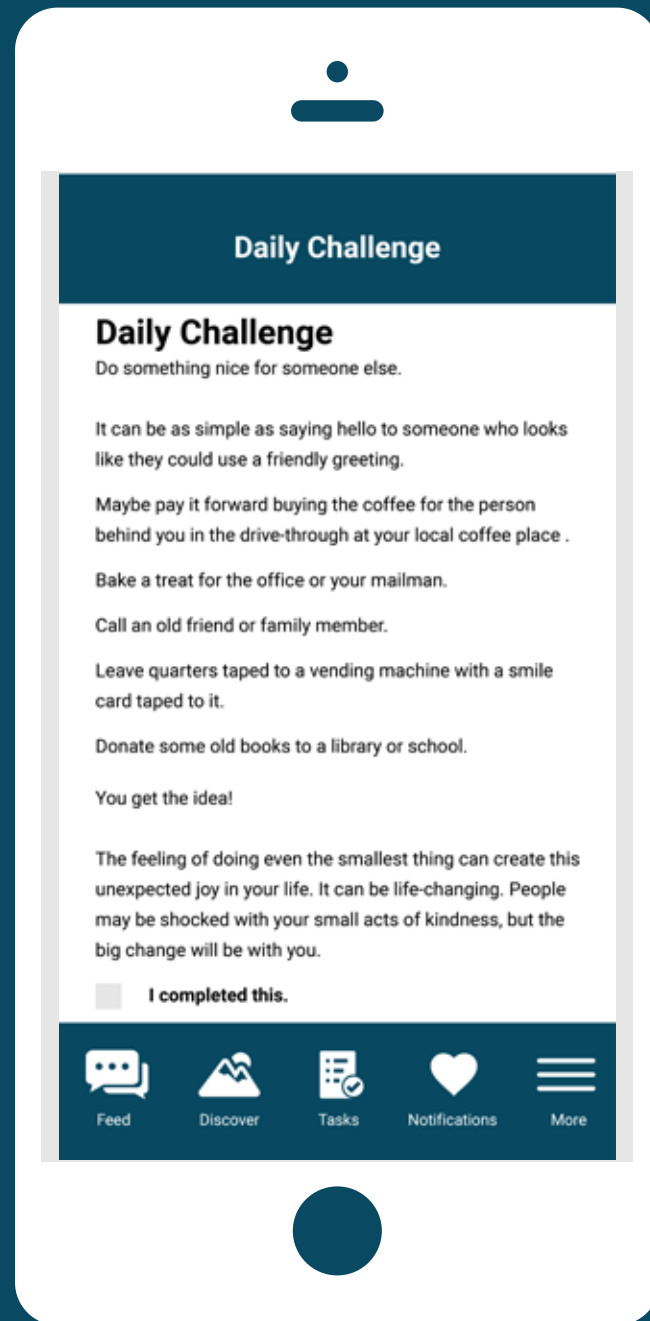 Daily Challenge
Daily Challenge
Do something nice for someone else.
It can be as simple as saying hello to someone who looks
like they could use a friendly greeting.
Maybe pay it forward buying the coffee for the person
behind you in the drive-through at your local coffee place .
Bake a treat for the office or your mailman.
Call an old friend or family member.
Leave quarters taped to a vending machine with a smile
card taped to it.
Donate some old books to a library or school.
You get the idea!
The feeling of doing even the smallest thing can create this
unexpected joy in your life. It can be life-changing. People
may be shocked with your small acts of kindness, but the
big change will be with you.
I completed this.
Feed Discover Tasks Notifications More